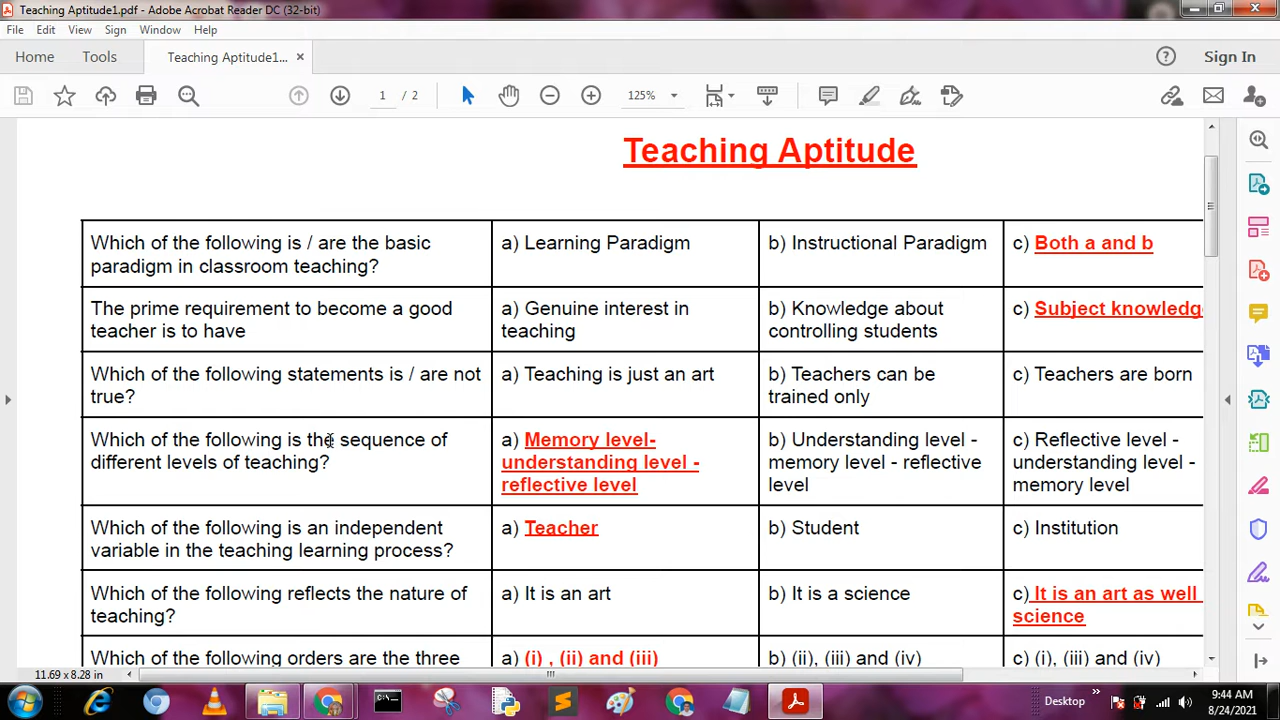 Teaching Aptitude1.pdf - Adobe Acrobat Reader DC (32-bit)
File Edit View Sign Window Help
Home Tools Teaching Aptitude1... × Sign In
1 / 2 125%
Teaching Aptitude
Which of the following is / are the basic
paradigm in classroom teaching?
a) Learning Paradigm
b) Instructional Paradigm
c) Both a and b
The prime requirement to become a good
teacher is to have
a) Genuine interest in
teaching
b) Knowledge about
controlling students
c) Subject knowledg
Which of the following statements is / are not
true?
a) Teaching is just an art
b) Teachers can be
trained only
c) Teachers are born
Which of the following is the sequence of
different levels of teaching?
a) Memory level-
understanding level -
reflective level
b) Understanding level -
memory level - reflective
level
c) Reflective level -
understanding level -
memory level
Which of the following is an independent
variable in the teaching learning process?
a) Teacher
b) Student
c) Institution
Which of the following reflects the nature of
teaching?
a) It is an art
b) It is a science
c) It is an art as well
science
Which of the following orders are the three
a) (i) , (ii) and (iii)
b) (ii), (iii) and (iv)
c) (i), (iii) and (iv)
11.69 x 8.28 in
Desktop
9:44 AM
8/24/2021